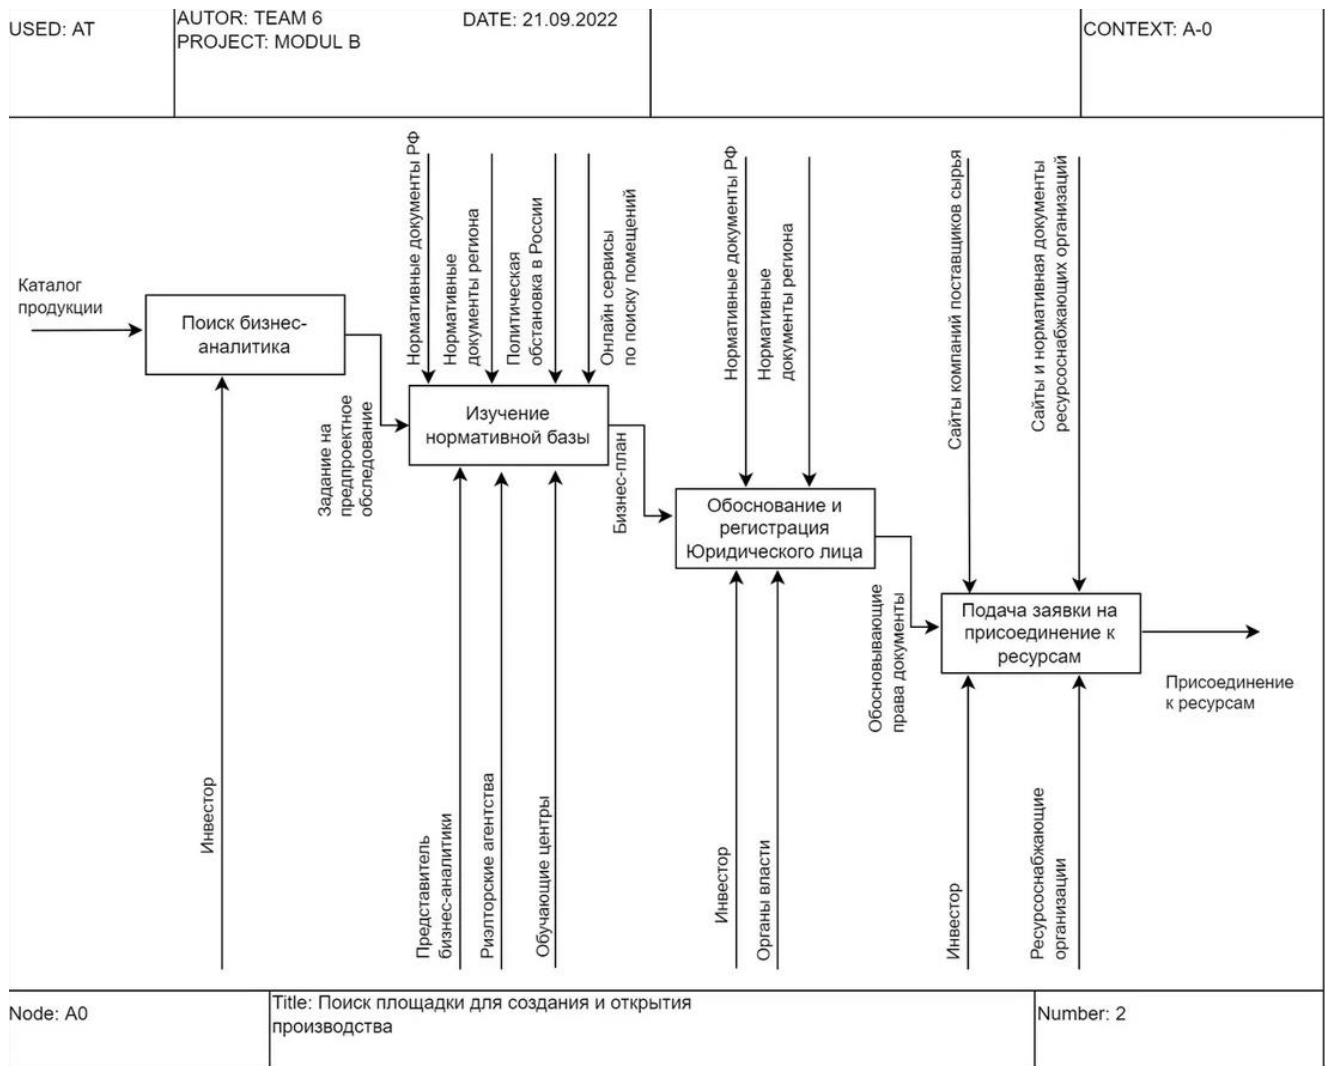 USED: AT
AUTOR: TEAM 6
PROJECT: MODUL B
DATE: 21.09.2022
CONTEXT: A-0
Каталог
продукции
Поиск бизнес-
аналитика
Инвестор
Задание на
предпроектное
обследование
Нормативные документы РФ
Нормативные
документы региона
Политическая
обстановка в России
Онлайн сервисы
по поиску помещений
Изучение
нормативной базы
Представитель
бизнес-аналитики
Риэлторские агентства
Обучающие центры
Бизнес-план
Нормативные документы РФ
Нормативные
документы региона
Обоснование и
регистрация
Юридического лица
Инвестор
Органы власти
Обосновывающие
права документы
Сайты компаний поставщиков сырья
Сайты и нормативная документы
ресурсоснабжающих организаций
Подача заявки на
присоединение к
ресурсам
Инвестор
Ресурсоснабжающие
организации
Присоединение
к ресурсам
Node: A0
Title: Поиск площадки для создания и открытия
производства
Number: 2